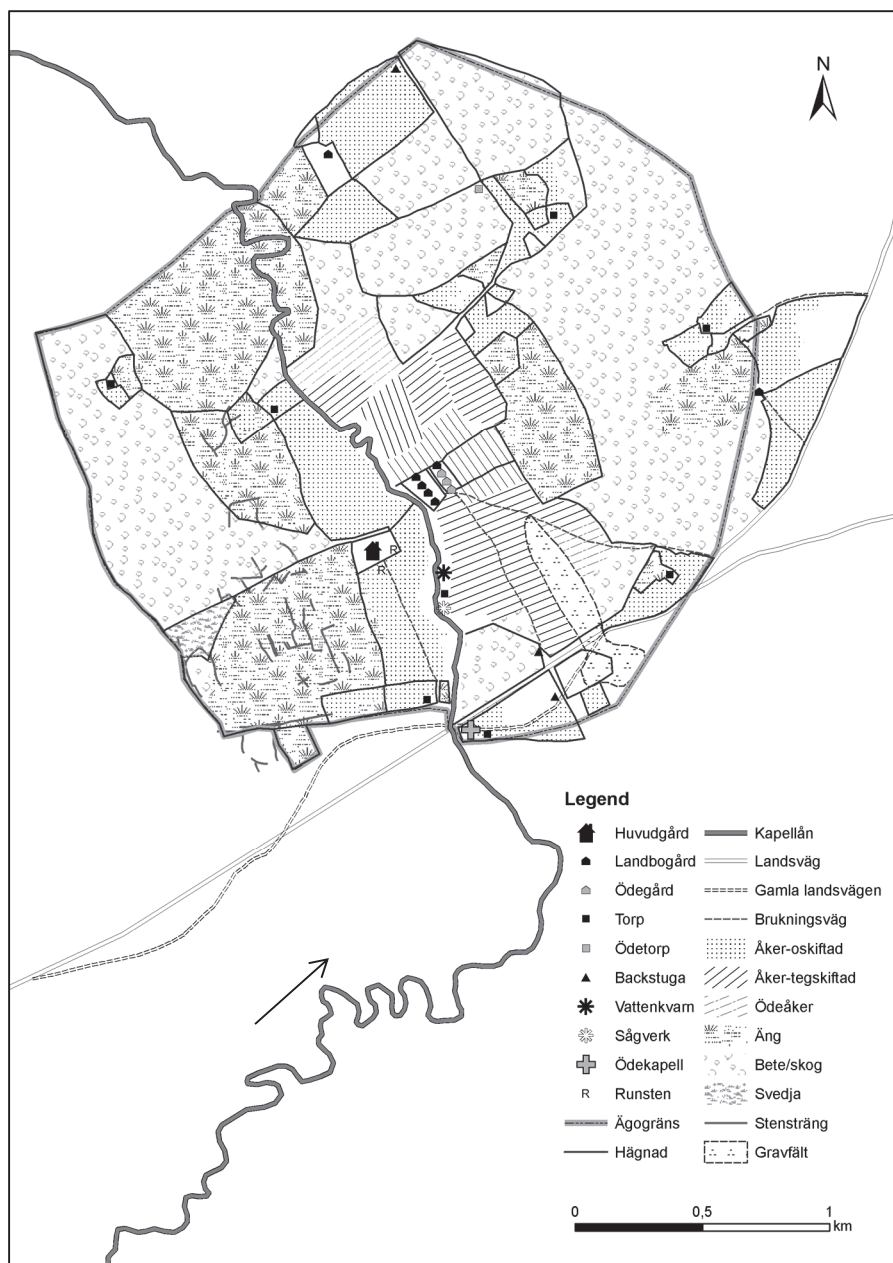 N
R
R
Legend
Huvudgård
Landbogård
Ödegård
Torp
Ödetorp
Backstuga
Vattenkvarn
Sågverk
Ödekapell
R Runsten
Ägogräns
Hägnad
Kapellån
Landsväg
Gamla landsvägen
Brukningsväg
Åker-oskiftad
Åker-tegskiftad
Ödeåker
Äng
Bete/skog
Svedja
Stensträng
Gravfält
0 0,5 1
km